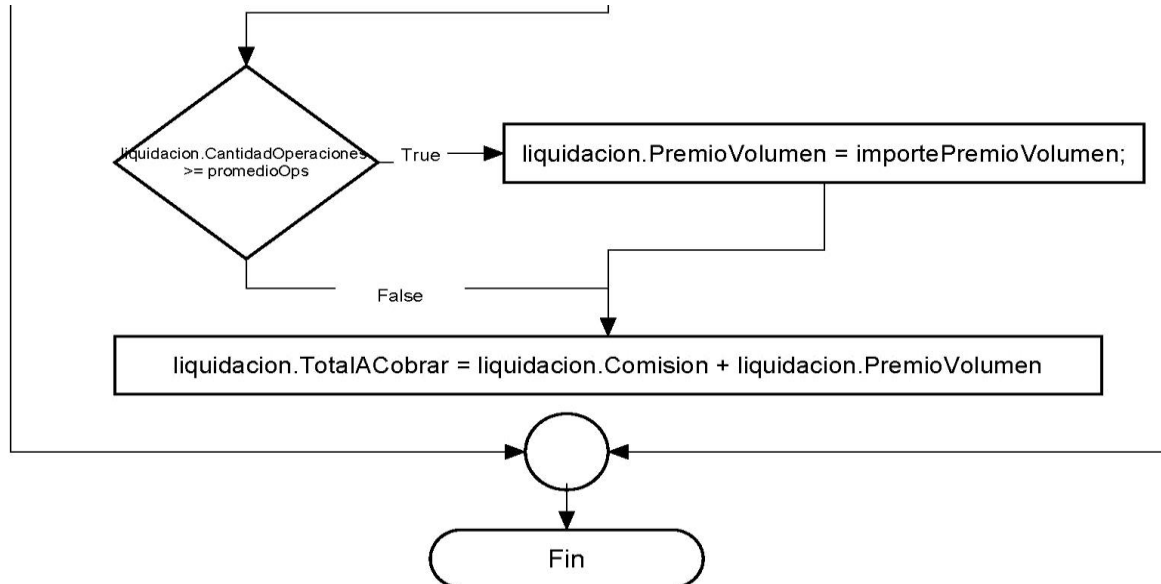 liquidacion.CantidadOperaciones
>= promedioOps
True
liquidacion.PremioVolumen = importePremioVolumen;
False
liquidacion.TotalACobrar = liquidacion.Comision + liquidacion.PremioVolumen
Fin